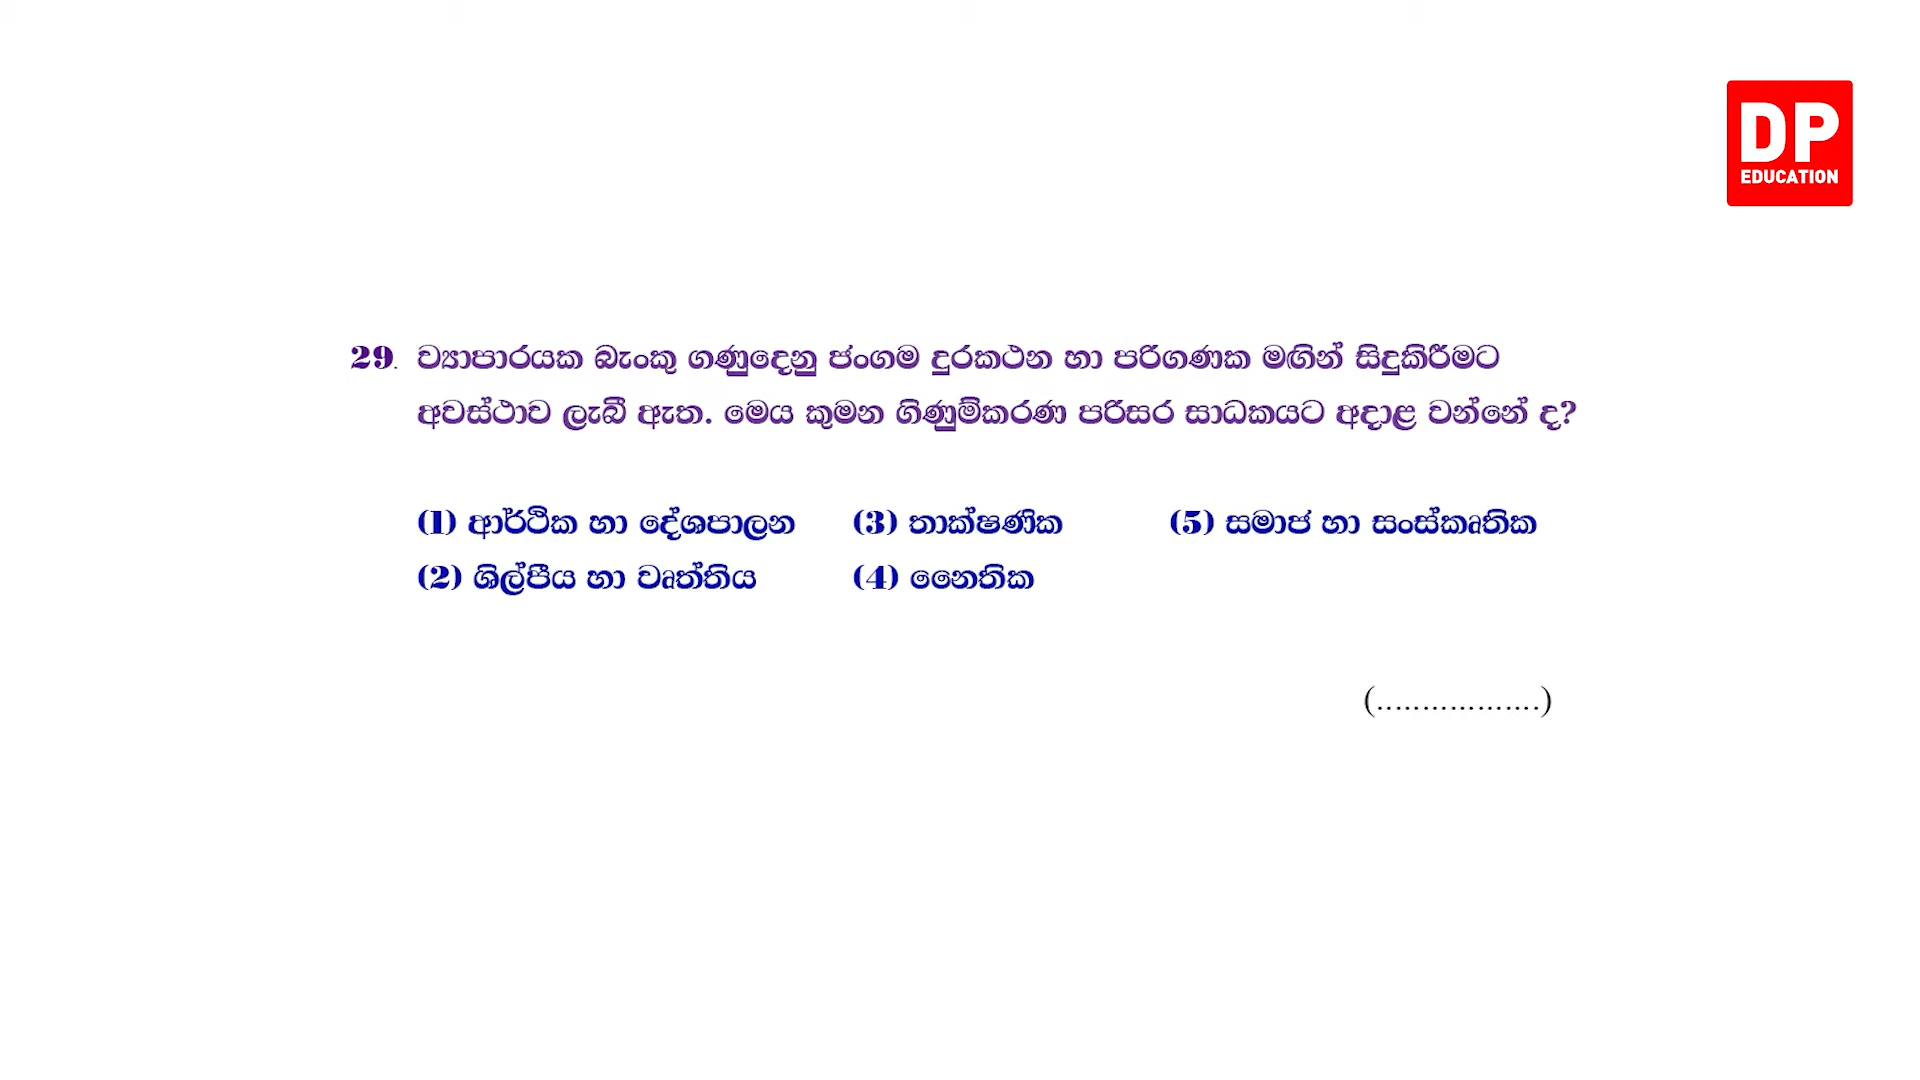 DP
EDUCATION
29. ව්‍යාපාරයක බැංකු ගණුදෙනු ජංගම දුරකථන හා පරිගණක මඟින් සිදුකිරීමට
අවස්ථාව ලැබී ඇත. මෙය කුමන ගිණුම්කරණ පරිසර සාධකයට අදාළ වන්නේ ද?
(1) ආර්ථික හා දේශපාලන (3) තාක්ෂණික (5) සමාජ හා සංස්කෘතික
(2) ශිල්පීය හා වෘත්තිය (4) නෛතික
(..................)